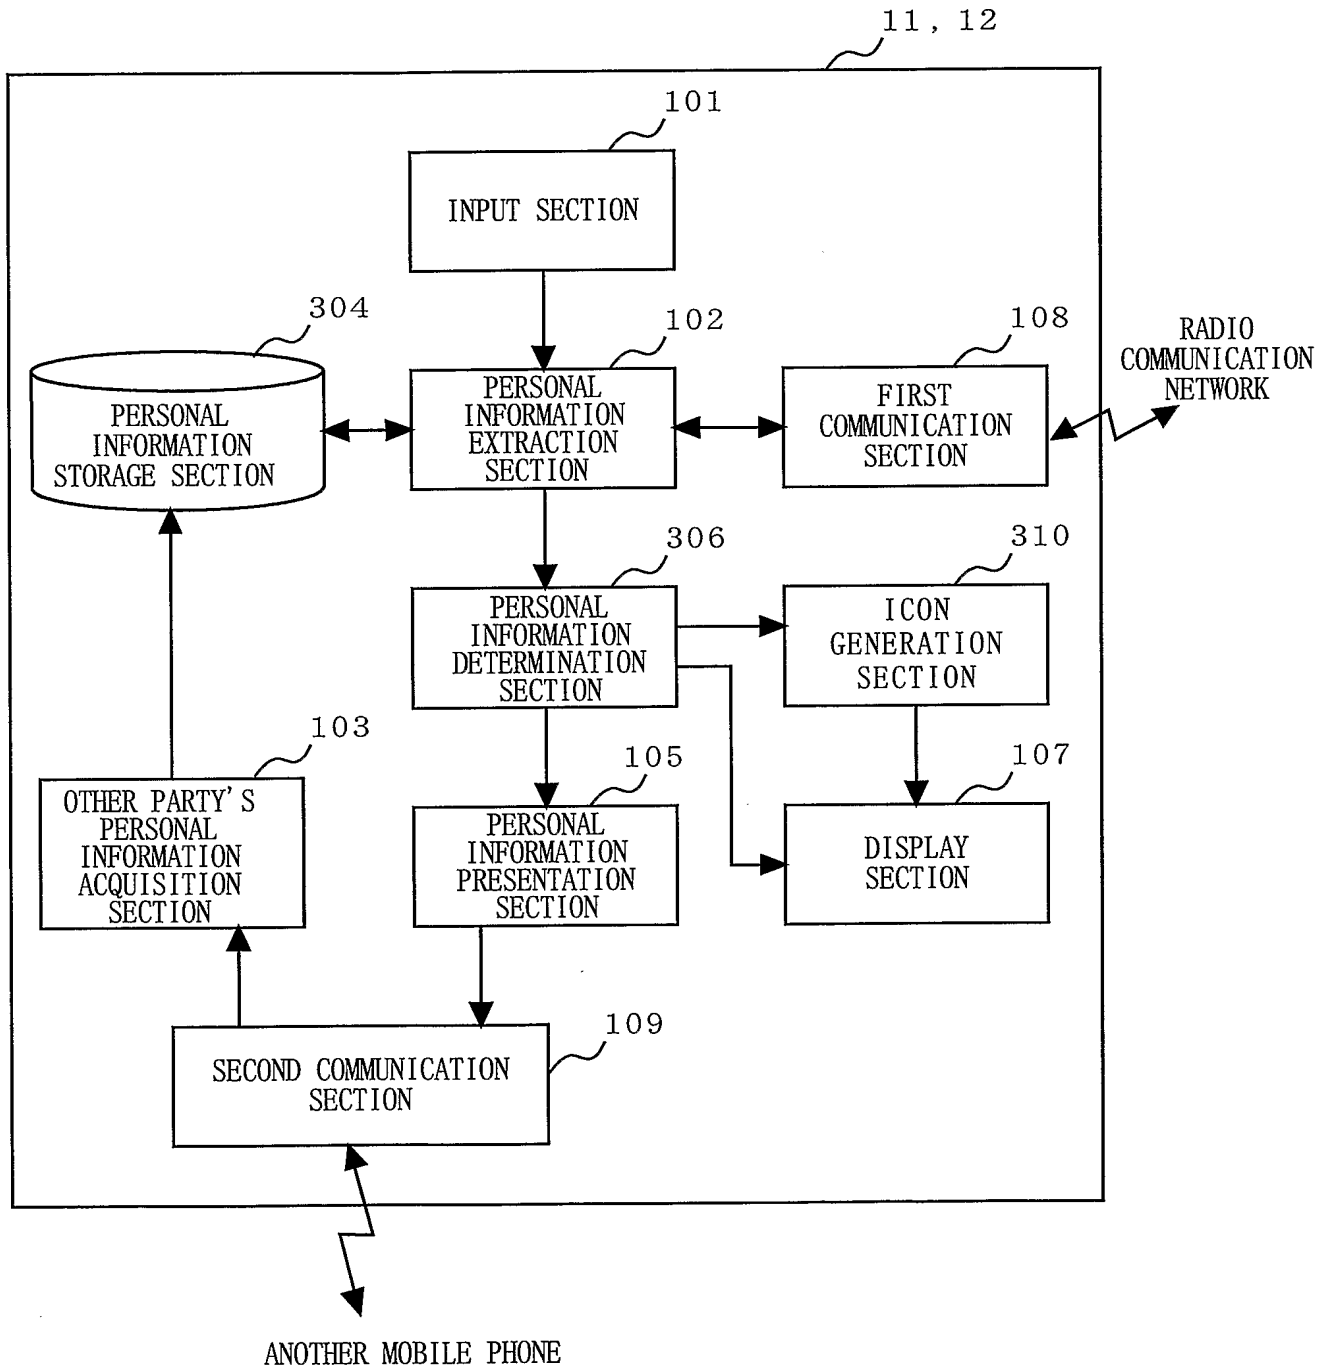 11, 12
101
INPUT SECTION
304
PERSONAL
INFORMATION
STORAGE SECTION
102
PERSONAL
INFORMATION
EXTRACTION
SECTION
108
FIRST
COMMUNICATION
SECTION
RADIO
COMMUNICATION
NETWORK
306
PERSONAL
INFORMATION
DETERMINATION
SECTION
310
ICON
GENERATION
SECTION
103
OTHER PARTY'S
PERSONAL
INFORMATION
ACQUISITION
SECTION
105
PERSONAL
INFORMATION
PRESENTATION
SECTION
107
DISPLAY
SECTION
109
SECOND COMMUNICATION
SECTION
ANOTHER MOBILE PHONE